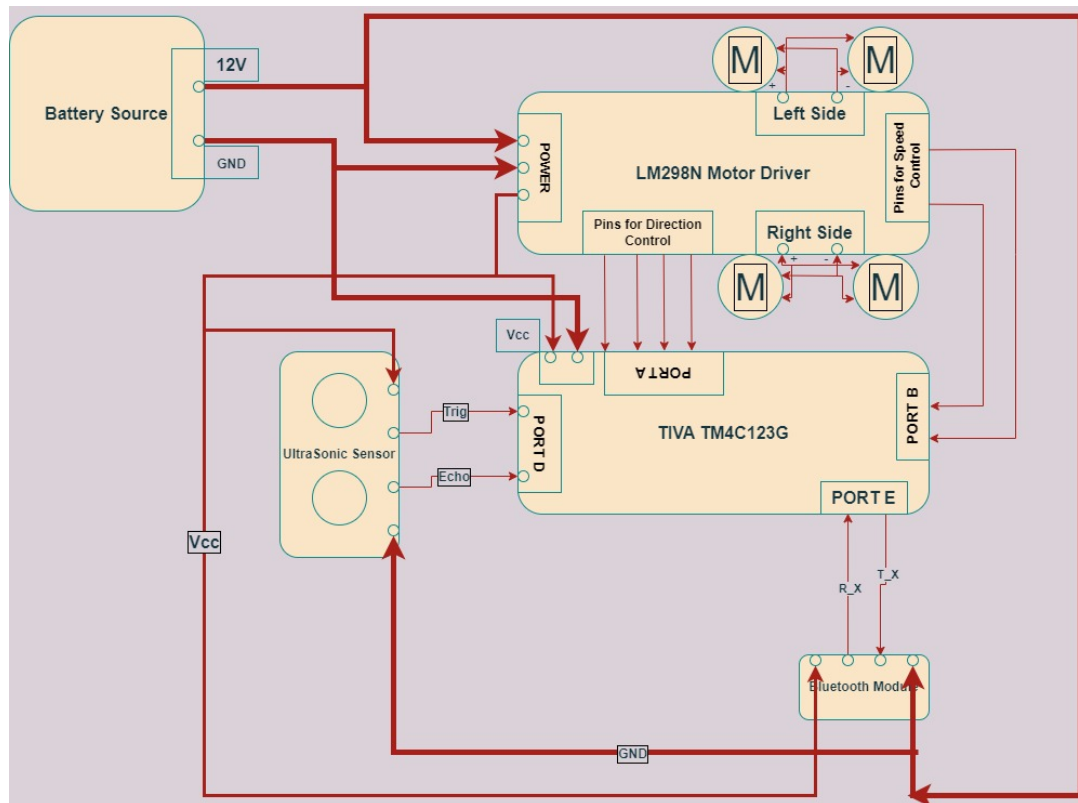 12V
Battery Source
GND
M
M
+
-
Left Side
POWER
LM298N Motor Driver
Pins for Speed
Control
Pins for Direction
Control
Right Side
+
-
M
M
Vcc
PORT A
PORT B
UltraSonic Sensor
Trig
Echo
PORT D
TIVA TM4C123G
PORT E
Vcc
R_X
T_X
Bluetooth Module
GND